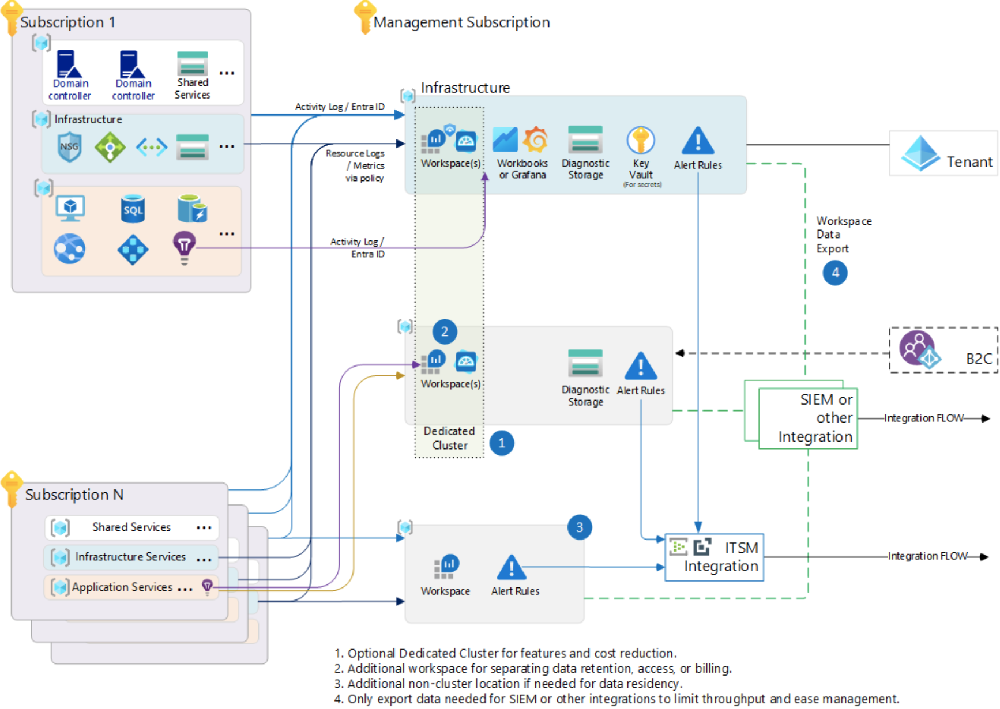 Subscription 1
Management Subscription
Domain
controller
Domain
controller
Shared
Services
...
Infrastructure
NSG
...
SQL
...
Activity Log / Entra ID
Resource Logs
/ Metrics
via policy
Activity Log /
Entra ID
Infrastructure
Workspace(s)
Workbooks
or Grafana
Diagnostic
Storage
Key
Vault
(For secrets)
Alert Rules
Tenant
Workspace
Data
Export
4
2
Workspace(s)
Diagnostic
Storage
Alert Rules
B2C
Dedicated
Cluster
1
SIEM or
other
Integration
Integration FLOW
Subscription N
Shared Services ...
Infrastructure Services ...
Application Services ...
3
Workspace
Alert Rules
ITSM
Integration
Integration FLOW
1. Optional Dedicated Cluster for features and cost reduction.
2. Additional workspace for separating data retention, access, or billing.
3. Additional non-cluster location if needed for data residency.
4. Only export data needed for SIEM or other integrations to limit throughput and ease management.